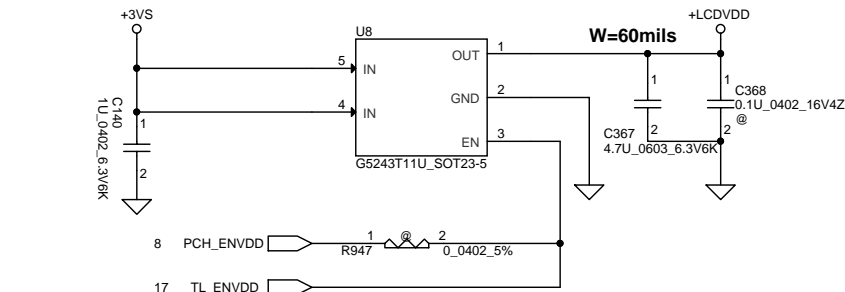 +3VS
+LCDVDD
U8
W=60mils
5
IN
OUT
1
4
IN
GND
2
EN
3
G5243T11U_SOT23-5
C140
1U_0402_6.3V6K
1
2
1
2
C367
4.7U_0603_6.3V6K
1
2
C368
0.1U_0402_16V4Z
@
8 PCH_ENVDD
1
@
2
R947
0_0402_5%
17 TL_ENVDD